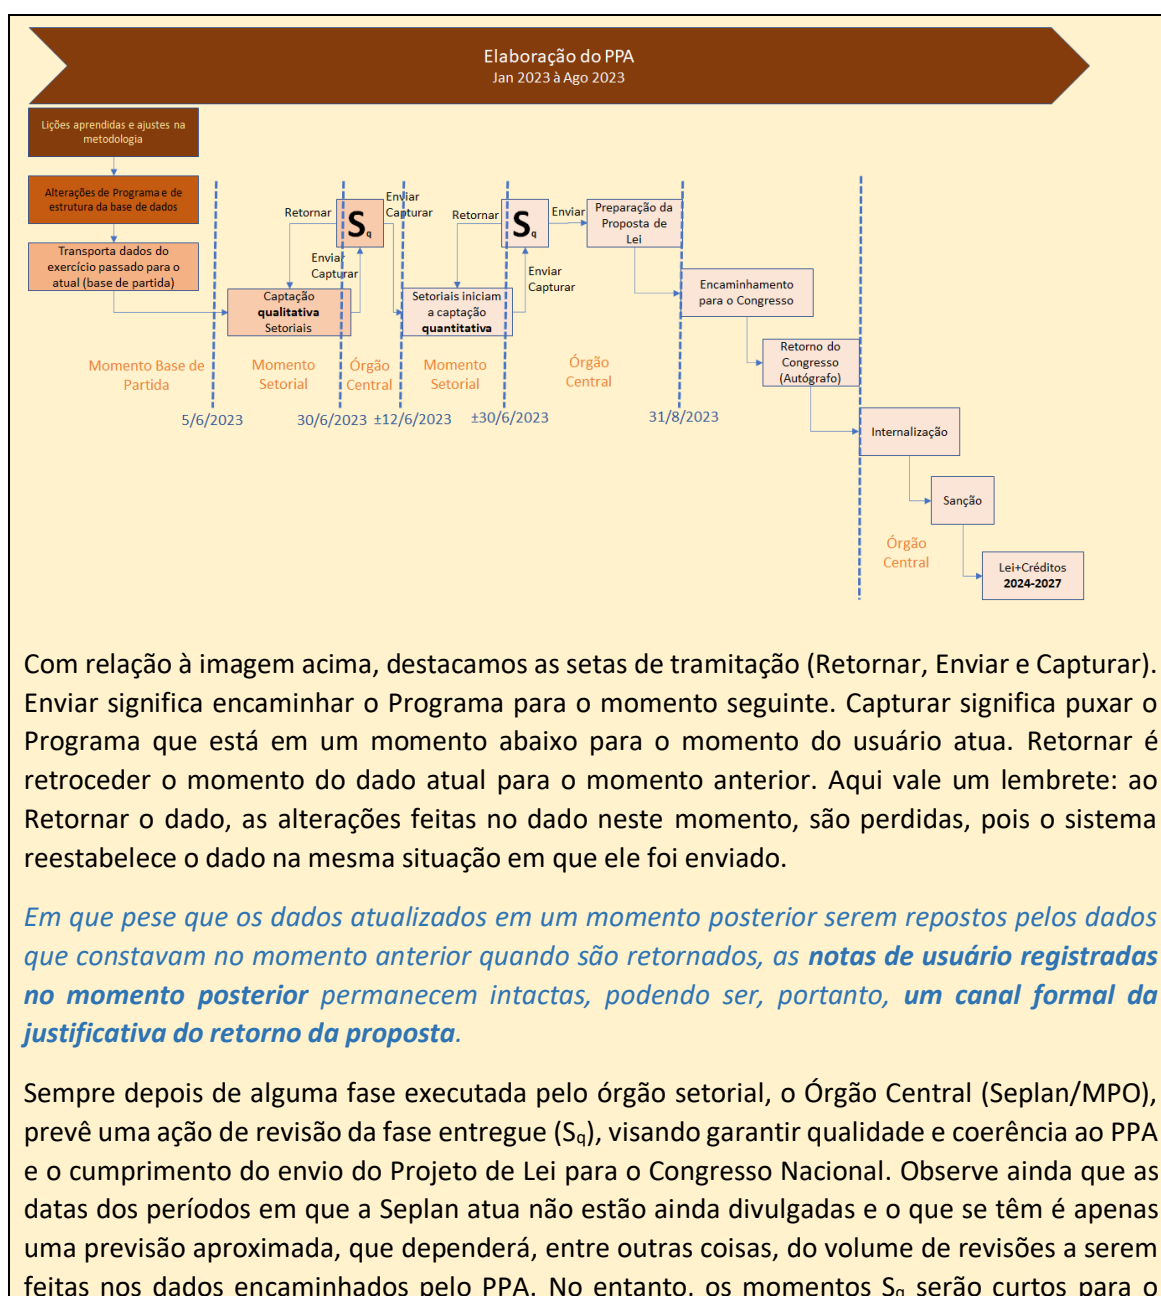 Elaboração do PPA
Jan 2023 à Ago 2023
Lições aprendidas e ajustes na
metodologia
Alterações de Programa e de
estrutura da base de dados
Transporta dados do
exercício passado para o
atual (base de partida)
Retornar
Sq
Enviar
Capturar
Enviar
Capturar
Captação
qualitativa
Setoriais
Retornar
Sq
Enviar
Enviar
Capturar
Setoriais iniciam
a captação
quantitativa
Preparação da
Proposta de
Lei
Encaminhamento
para o Congresso
Retorno do
Congresso
(Autógrafo)
Internalização
Sanção
Lei+Créditos
2024-2027
Momento Base de
Partida
Momento
Setorial
Órgão
Central
Momento
Setorial
Órgão
Central
Órgão
Central
5/6/2023
30/6/2023
±12/6/2023
±30/6/2023
31/8/2023
Com relação à imagem acima, destacamos as setas de tramitação (Retornar, Enviar e Capturar).
Enviar significa encaminhar o Programa para o momento seguinte. Capturar significa puxar o
Programa que está em um momento abaixo para o momento do usuário atua. Retornar é
retroceder o momento do dado atual para o momento anterior. Aqui vale um lembrete: ao
Retornar o dado, as alterações feitas no dado neste momento, são perdidas, pois o sistema
reestabelece o dado na mesma situação em que ele foi enviado.
Em que pese que os dados atualizados em um momento posterior serem repostos pelos dados
que constavam no momento anterior quando são retornados, as notas de usuário registradas
no momento posterior permanecem intactas, podendo ser, portanto, um canal formal da
justificativa do retorno da proposta.
Sempre depois de alguma fase executada pelo órgão setorial, o Órgão Central (Seplan/MPO),
prevê uma ação de revisão da fase entregue (Sq), visando garantir qualidade e coerência ao PPA
e o cumprimento do envio do Projeto de Lei para o Congresso Nacional. Observe ainda que as
datas dos períodos em que a Seplan atua não estão ainda divulgadas e o que se têm é apenas
uma previsão aproximada, que dependerá, entre outras coisas, do volume de revisões a serem
feitas nos dados encaminhados pelo PPA. No entanto, os momentos Sq serão curtos para o